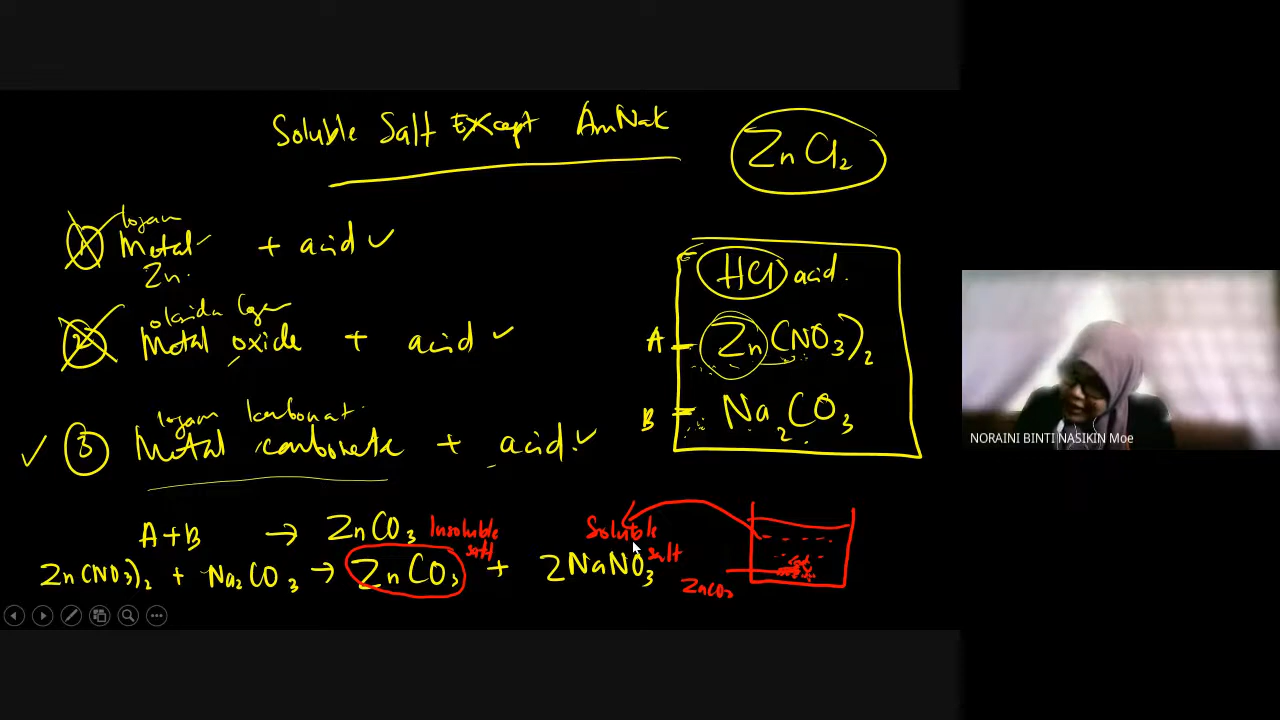 Soluble Salt Except AmNaK
ZnCl2
logam
1 Metal + acid ✓
Zn.
2 Metal oxide + acid ✓
logam karbonat
✓ 3 Metal carbonate + acid. ✓
HCl acid.
A Zn(NO3)2
B Na2CO3
A+B → ZnCO3 Insoluble salt
Zn(NO3)2 + Na2CO3 → ZnCO3 + 2NaNO3
Soluble salt
ZnCO3
NORAINI BINTI NASIKIN Moe